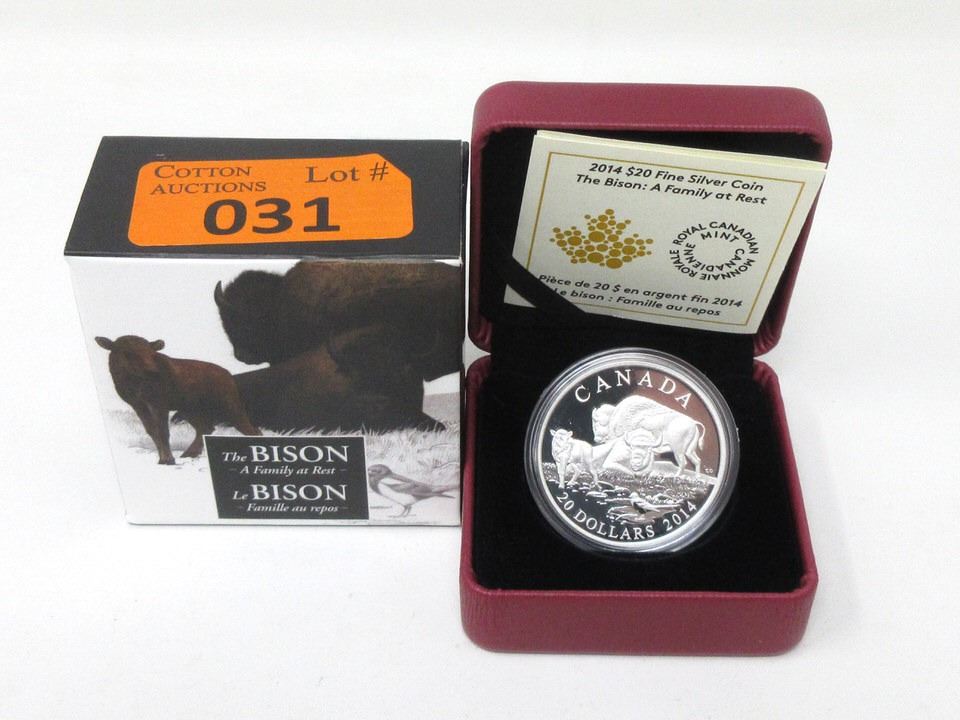 COTTON
AUCTIONS
Lot #
031
The BISON
- A Family at Rest -
Le BISON
- Famille au repos -
2014 $20 Fine Silver Coin
The Bison: A Family at Rest
MONNAIE ROYALE CANADIENNE
ROYAL CANADIAN MINT
Pièce de 20 $ en argent fin 2014
Le bison : Famille au repos
CANADA
20 DOLLARS 2014